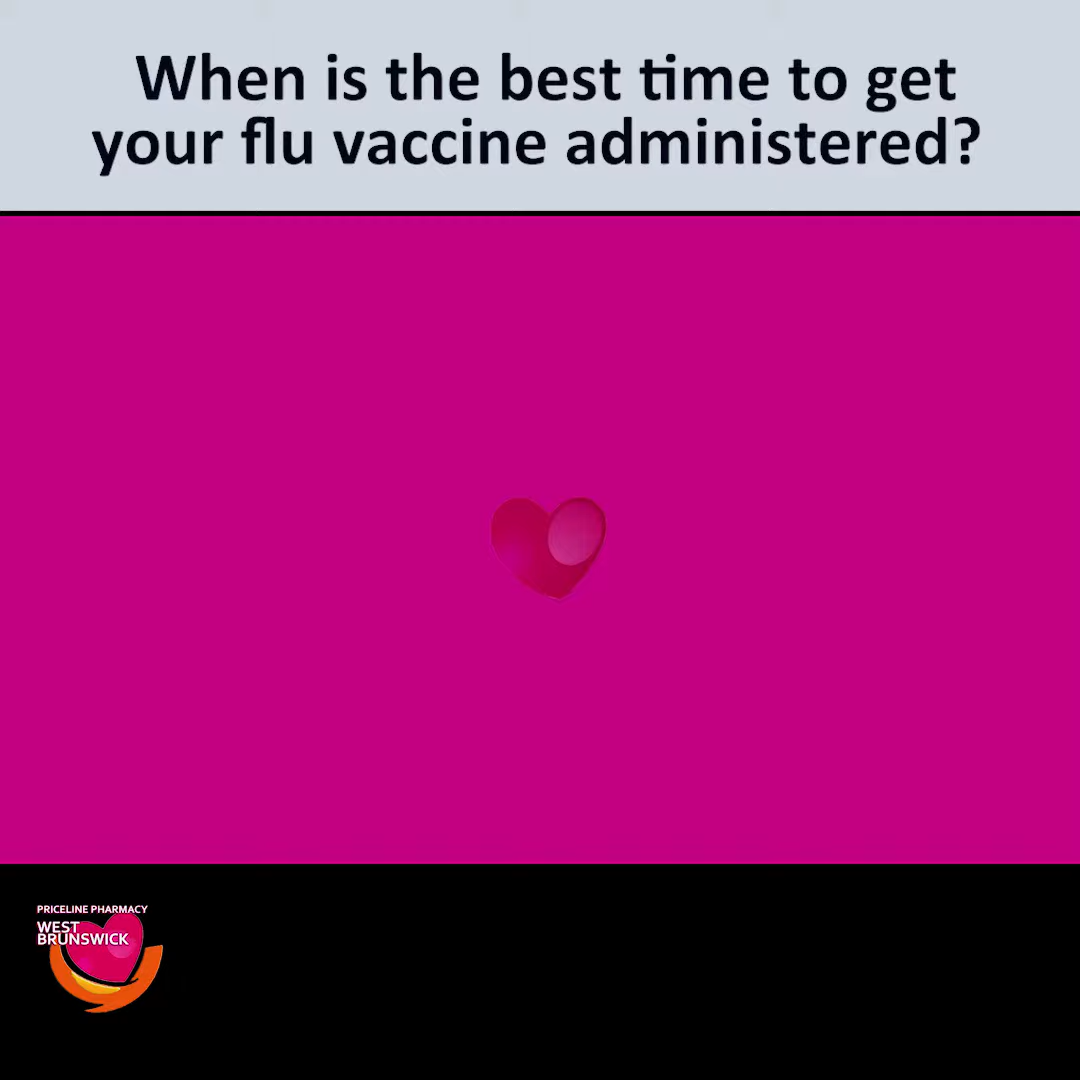 When is the best time to get
your flu vaccine administered?
PRICELINE PHARMACY
WEST
BRUNSWICK